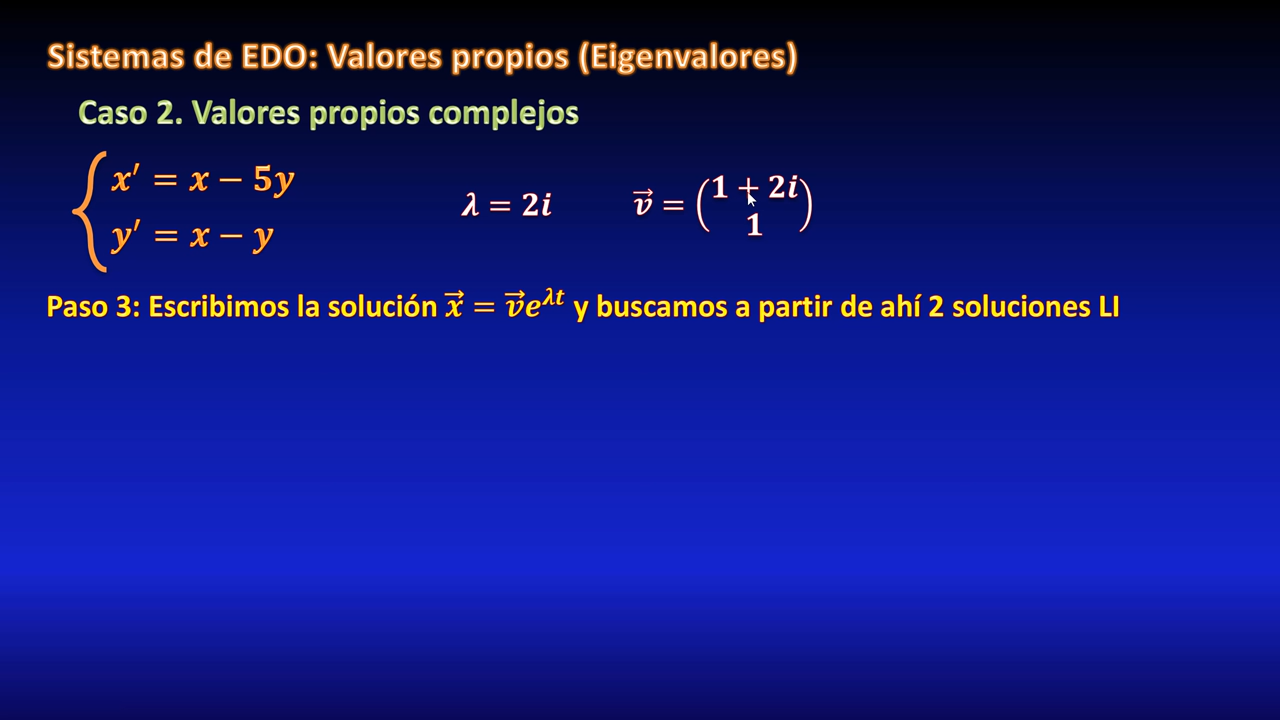 Sistemas de EDO: Valores propios (Eigenvalores)
Caso 2. Valores propios complejos
x′ = x − 5y
y′ = x − y
λ = 2i
v⃗ = (1 + 2i
1)
Paso 3: Escribimos la solución x⃗ = v⃗e^{λt} y buscamos a partir de ahí 2 soluciones LI